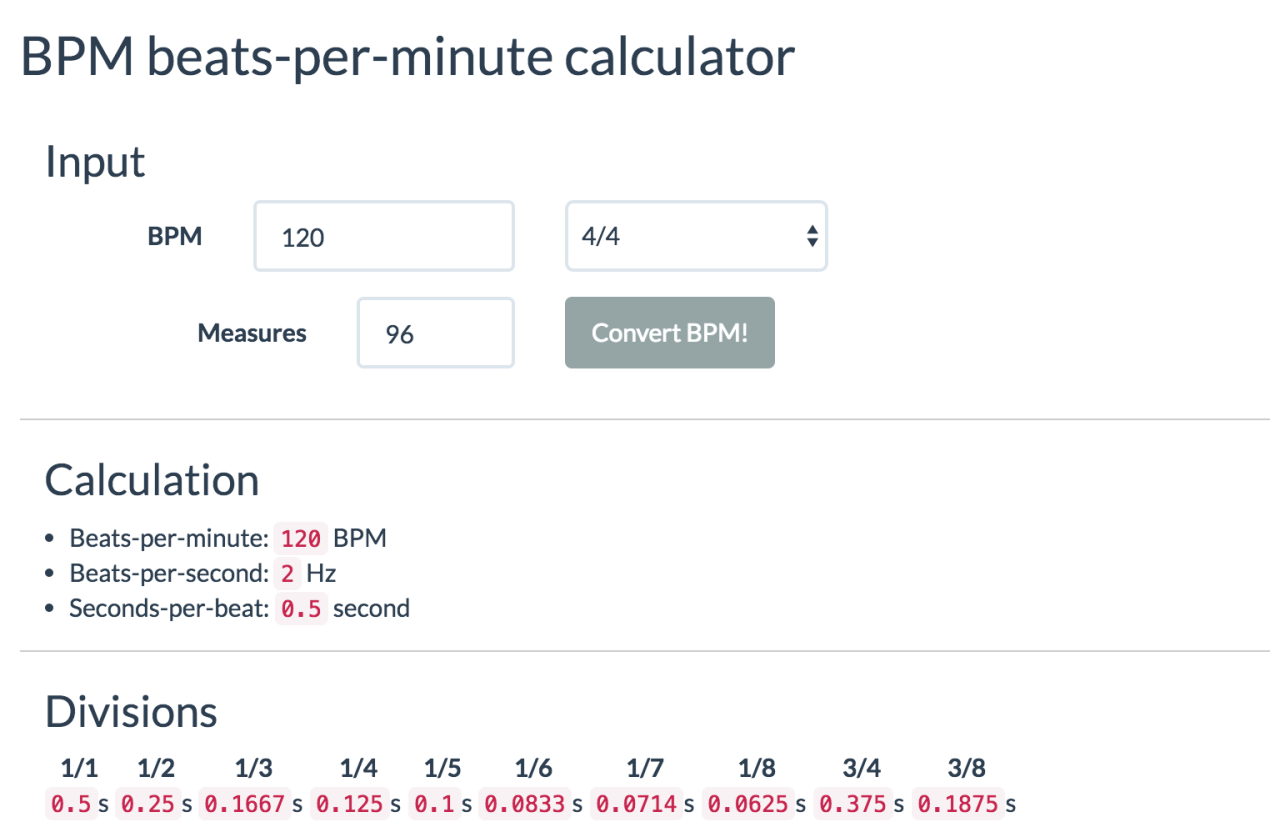 BPM beats-per-minute calculator
Input
BPM 120 4/4
Measures 96 Convert BPM!
Calculation
• Beats-per-minute: 120 BPM
• Beats-per-second: 2 Hz
• Seconds-per-beat: 0.5 second
Divisions
1/1 1/2 1/3 1/4 1/5 1/6 1/7 1/8 3/4 3/8
0.5 s 0.25 s 0.1667 s 0.125 s 0.1 s 0.0833 s 0.0714 s 0.0625 s 0.375 s 0.1875 s